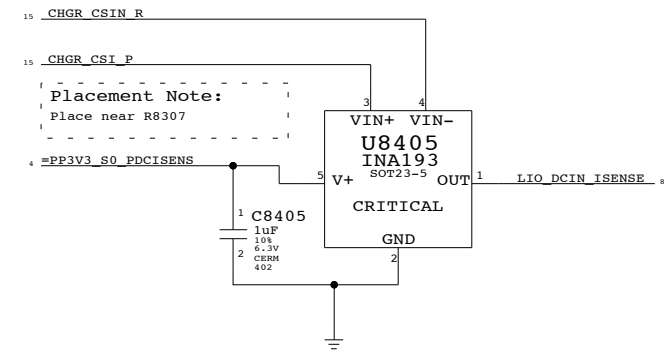 15 CHGR_CSIN_R
15 CHGR_CSI_P
Placement Note:
Place near R8307
3 4
VIN+ VIN-
U8405
INA193
SOT23-5
4 =PP3V3_S0_PDCISENS
5 V+ OUT 1 LIO_DCIN_ISENSE 8
CRITICAL
GND
2
1 C8405
1uF
10%
6.3V
2 CERM
402